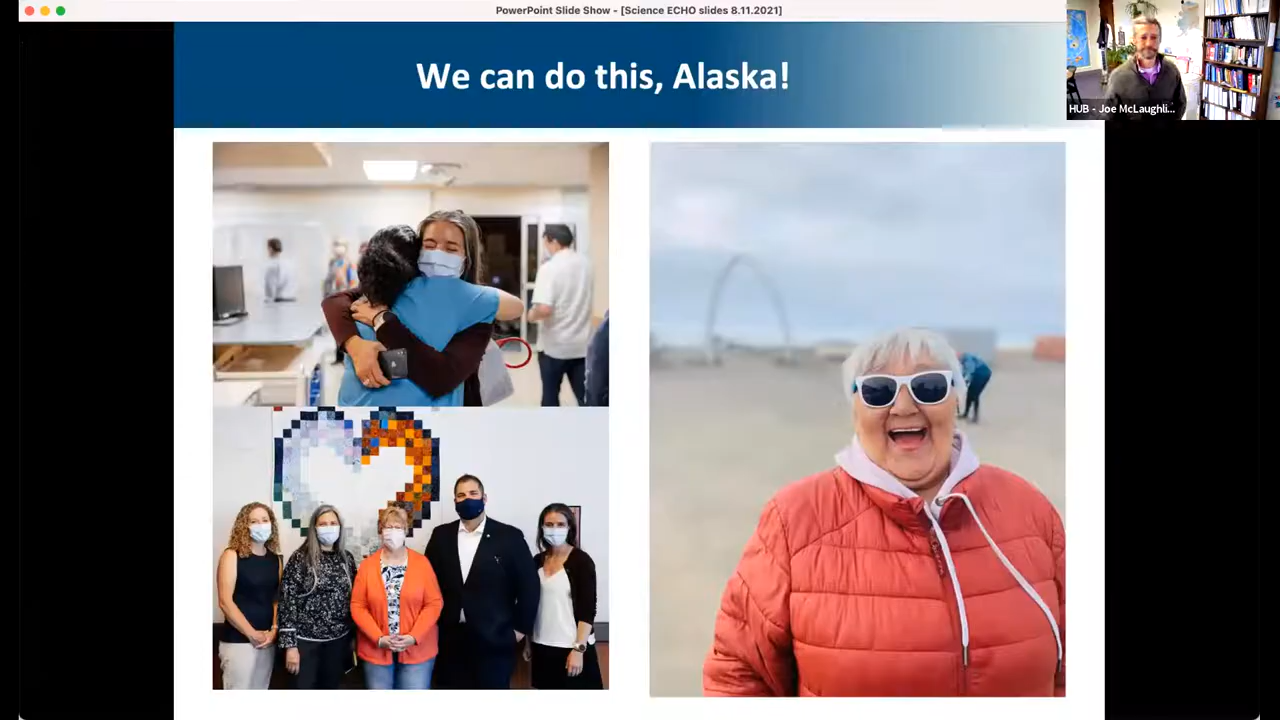 PowerPoint Slide Show - [Science ECHO slides 8.11.2021]
We can do this, Alaska!
HUB - Joe McLaughli...